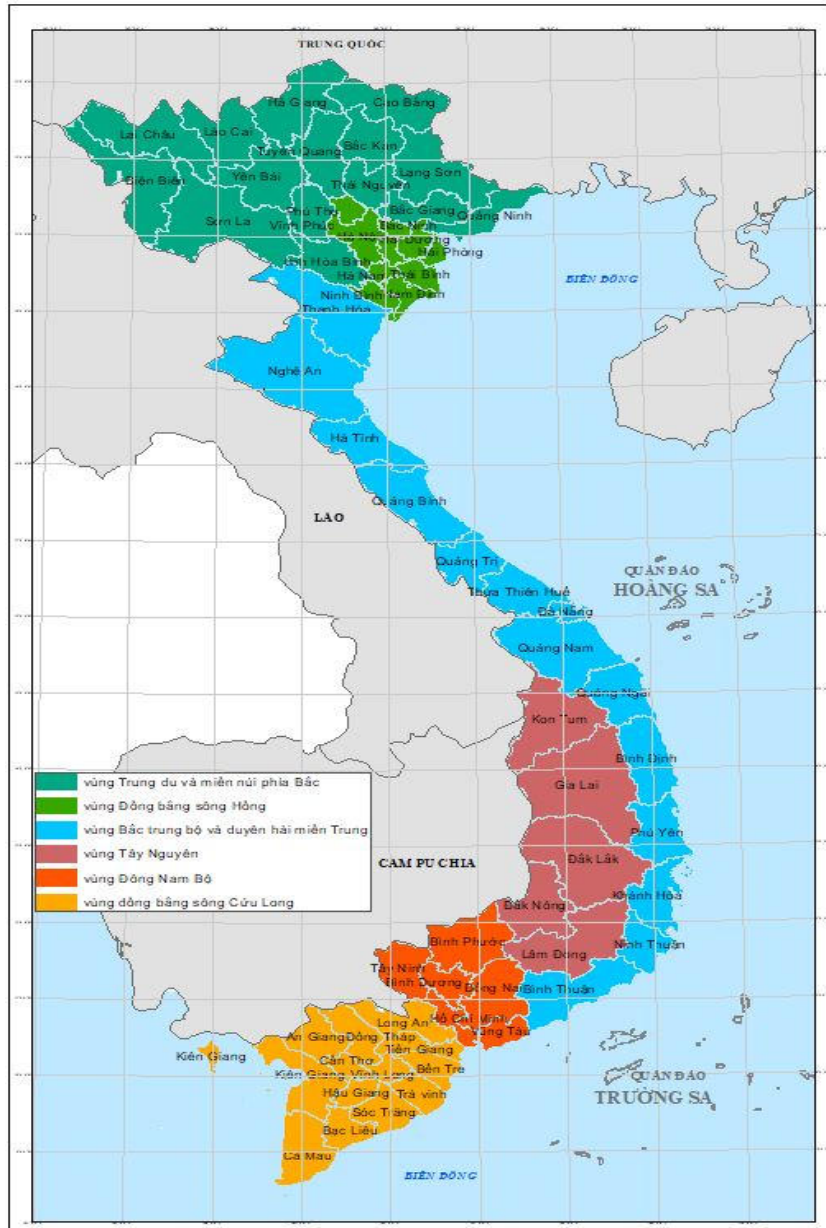 TRUNG QUỐC
Hà Giang
Cao Bằng
Lai Châu
Lào Cai
Bắc Kạn
Tuyên Quang
Lạng Sơn
Yên Bái
Điện Biên
Thái Nguyên
Phú Thọ
Bắc Giang
Quảng Ninh
Sơn La
Vĩnh Phúc
Bắc Ninh
Hải Phòng
Hòa Bình
Hà Nam
Thái Bình
BIỂN ĐÔNG
Ninh Bình
Nam Định
Thanh Hóa
Nghệ An
Hà Tĩnh
Quảng Bình
LÀO
Quảng Trị
QUẦN ĐẢO
HOÀNG SA
Thừa Thiên Huế
Đà Nẵng
Quảng Nam
Quảng Ngãi
Kon Tum
Bình Định
Gia Lai
vùng Trung du và miền núi phía Bắc
vùng Đồng bằng sông Hồng
vùng Bắc trung bộ và duyên hải miền Trung
vùng Tây Nguyên
vùng Đông Nam Bộ
vùng đồng bằng sông Cửu Long
Phú Yên
CAM PU CHIA
Đắk Lắk
Khánh Hòa
Đắk Nông
Bình Phước
Ninh Thuận
Lâm Đồng
Tây Ninh
Bình Dương
Đồng Nai
Bình Thuận
Hồ Chí Minh
Vũng Tàu
Long An
An Giang
Đồng Tháp
Tiền Giang
Kiên Giang
Cần Thơ
Bến Tre
Kiên Giang
Vĩnh Long
Hậu Giang
Trà vinh
Sóc Trăng
Bạc Liêu
Cà Mau
QUẦN ĐẢO
TRƯỜNG SA
BIỂN ĐÔNG